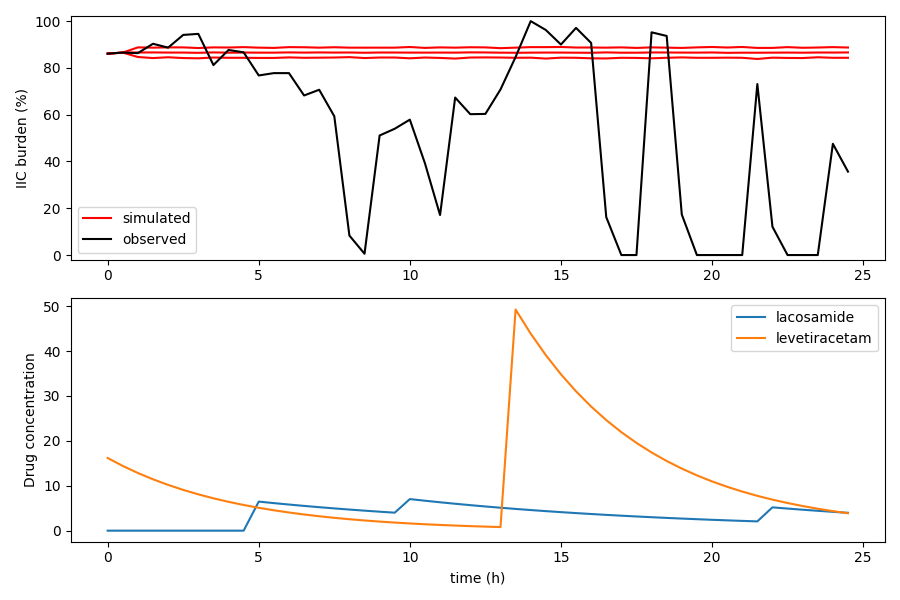 100
80
60
40
20
0
IIC burden (%)
simulated
observed
0 5 10 15 20 25
50
40
30
20
10
0
Drug concentration
lacosamide
levetiracetam
0 5 10 15 20 25
time (h)